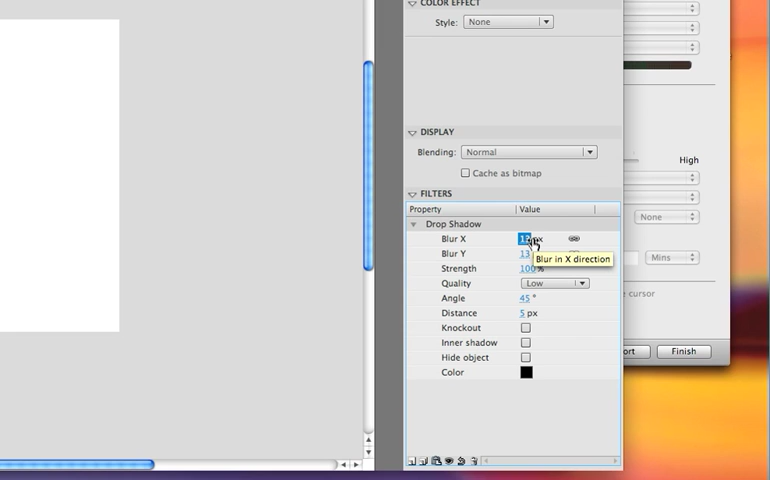 COLOR EFFECT
Style: None
DISPLAY
Blending: Normal
Cache as bitmap
High
FILTERS
Property Value
None
Drop Shadow
Blur X
Blur Y 13
Blur in X direction
Mins
Strength 100 %
Quality Low
cursor
Angle 45 °
Distance 5 px
Knockout
Inner shadow
Hide object
Finish
Color